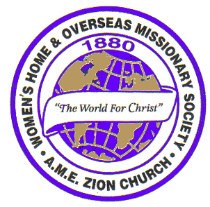 WOMEN'S HOME & OVERSEAS MISSIONARY SOCIETY
1880
"The World For Christ"
• A.M.E. ZION CHURCH •